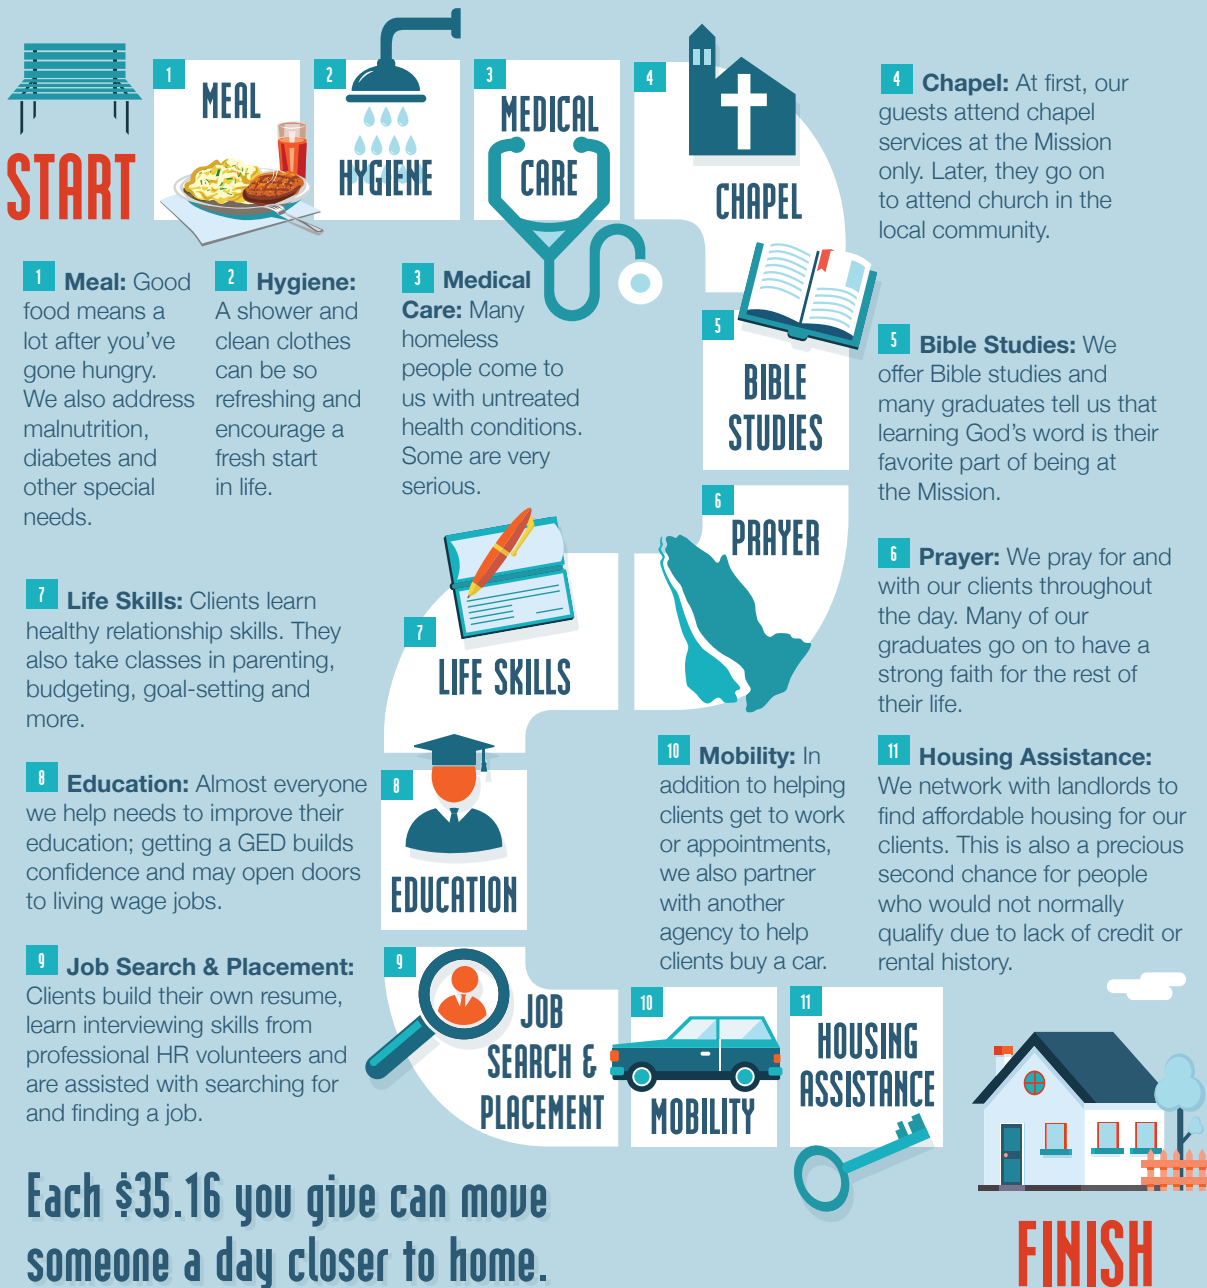 START
1
MEAL
2
HYGIENE
3
MEDICAL
CARE
4
CHAPEL
4 Chapel: At first, our
guests attend chapel
services at the Mission
only. Later, they go on
to attend church in the
local community.
1 Meal: Good
food means a
lot after you’ve
gone hungry.
We also address
malnutrition,
diabetes and
other special
needs.
2 Hygiene:
A shower and
clean clothes
can be so
refreshing and
encourage a
fresh start
in life.
3 Medical
Care: Many
homeless
people come to
us with untreated
health conditions.
Some are very
serious.
5
BIBLE
STUDIES
5 Bible Studies: We
offer Bible studies and
many graduates tell us that
learning God’s word is their
favorite part of being at
the Mission.
6
PRAYER
6 Prayer: We pray for and
with our clients throughout
the day. Many of our
graduates go on to have a
strong faith for the rest of
their life.
7
LIFE SKILLS
7 Life Skills: Clients learn
healthy relationship skills. They
also take classes in parenting,
budgeting, goal-setting and
more.
8
EDUCATION
8 Education: Almost everyone
we help needs to improve their
education; getting a GED builds
confidence and may open doors
to living wage jobs.
9
JOB
SEARCH &
PLACEMENT
9 Job Search & Placement:
Clients build their own resume,
learn interviewing skills from
professional HR volunteers and
are assisted with searching for
and finding a job.
10 Mobility: In
addition to helping
clients get to work
or appointments,
we also partner
with another
agency to help
clients buy a car.
11 Housing Assistance:
We network with landlords to
find affordable housing for our
clients. This is also a precious
second chance for people
who would not normally
qualify due to lack of credit or
rental history.
10
MOBILITY
11
HOUSING
ASSISTANCE
Each $35.16 you give can move
someone a day closer to home.
FINISH